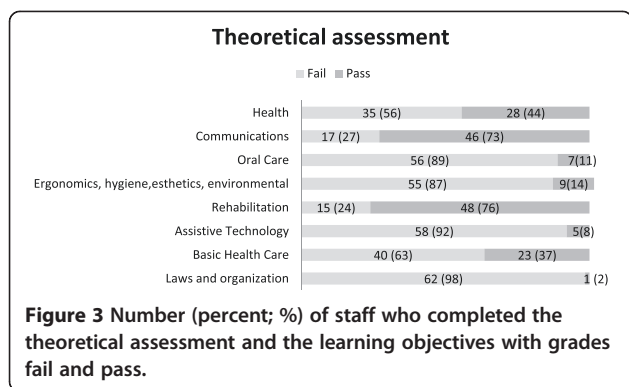 Theoretical assessment
Fail Pass
Health 35 (56) 28 (44)
Communications 17 (27) 46 (73)
Oral Care 56 (89) 7(11)
Ergonomics, hygiene,esthetics, environmental 55 (87) 9(14)
Rehabilitation 15 (24) 48 (76)
Assistive Technology 58 (92) 5(8)
Basic Health Care 40 (63) 23 (37)
Laws and organization 62 (98) 1 (2)
Figure 3 Number (percent; %) of staff who completed the
theoretical assessment and the learning objectives with grades
fail and pass.